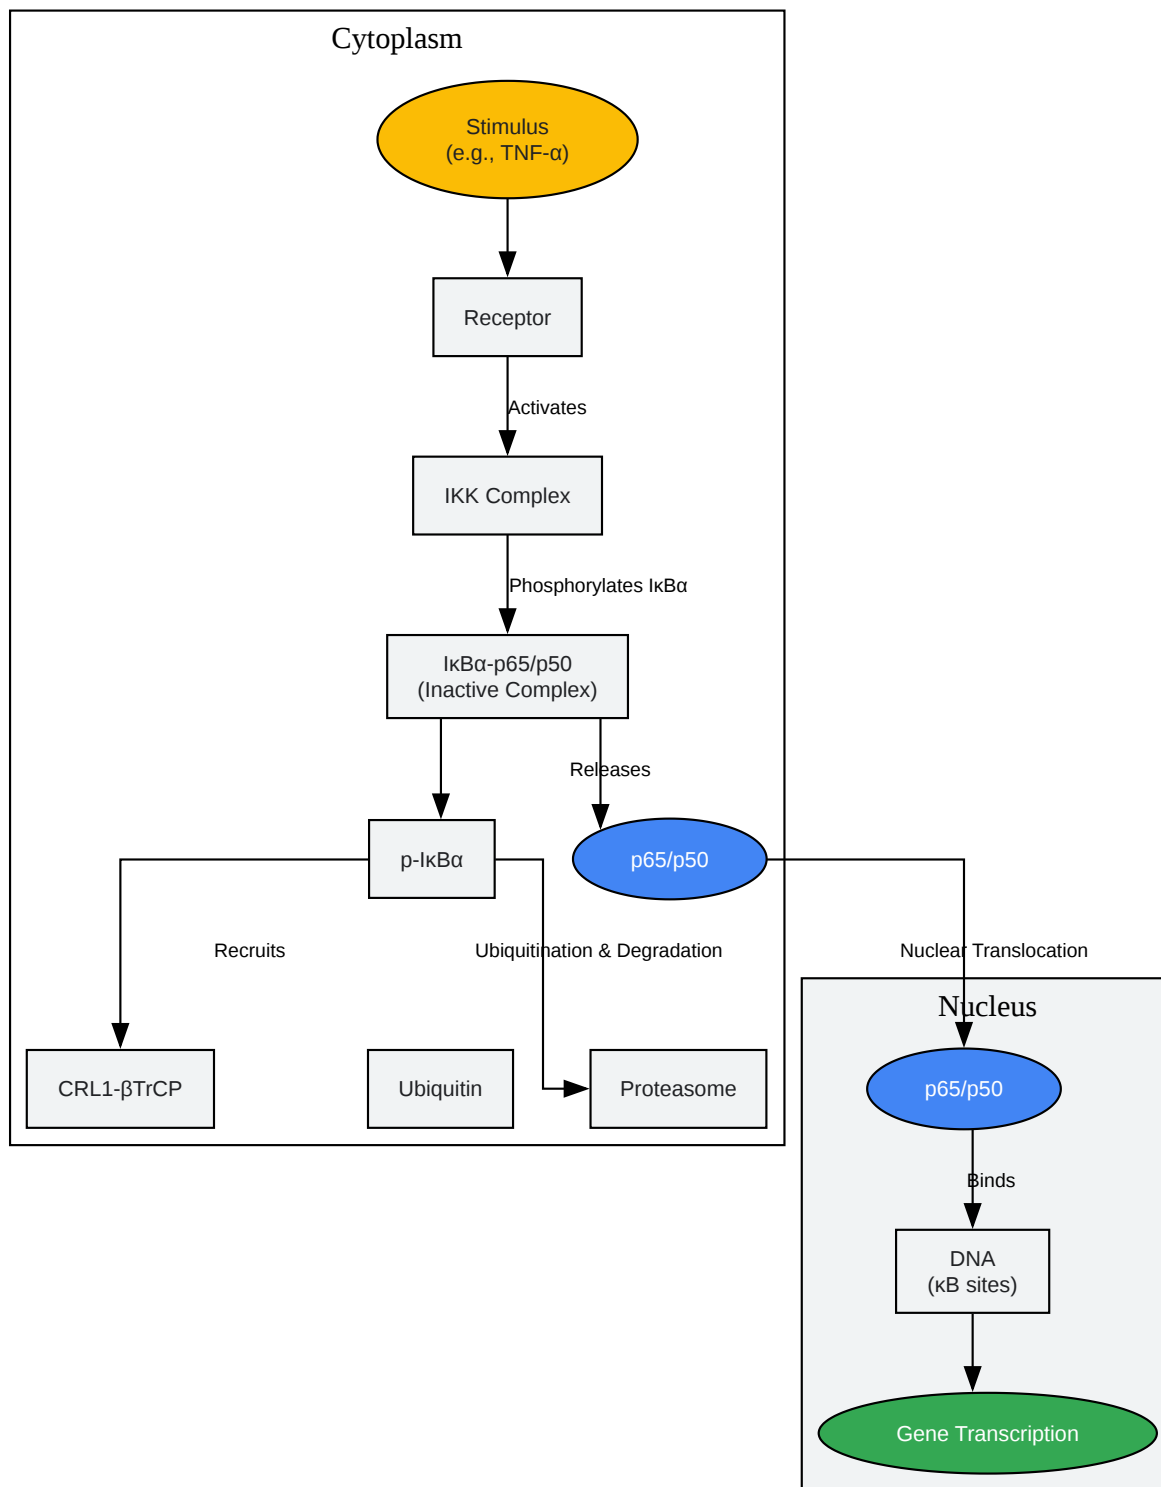 Cytoplasm
Stimulus
(e.g., TNF-α)
Receptor
Activates
IKK Complex
Phosphorylates IκBα
IκBα-p65/p50
(Inactive Complex)
Releases
p-IκBα
p65/p50
Recruits
Ubiquitination & Degradation
Nuclear Translocation
Nucleus
CRL1-βTrCP
Ubiquitin
Proteasome
p65/p50
Binds
DNA
(κB sites)
Gene Transcription